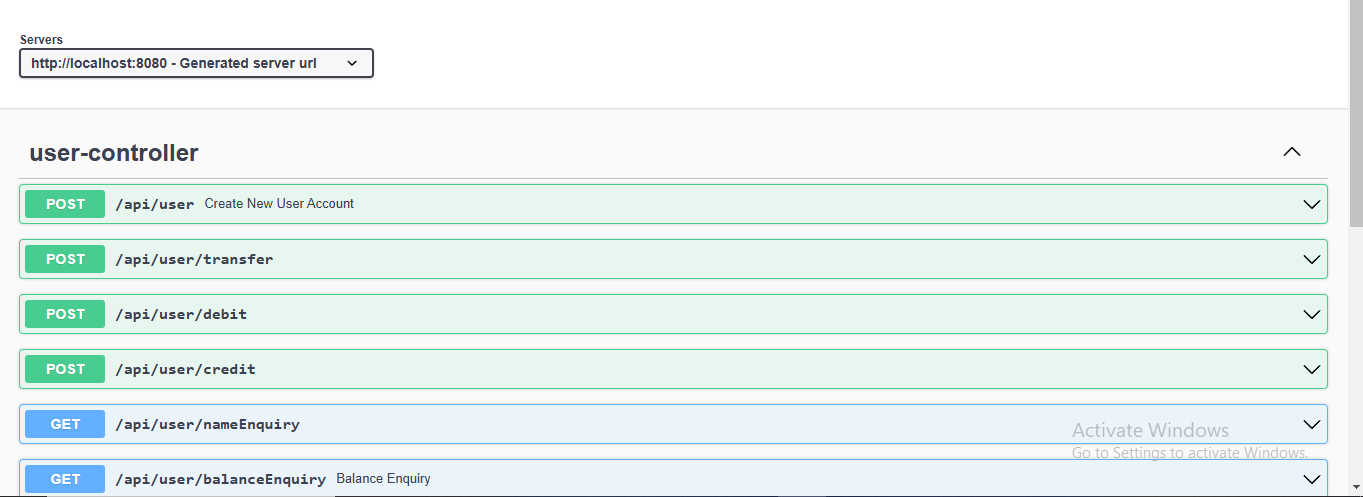 Servers
http://localhost:8080 - Generated server url
user-controller
POST /api/user Create New User Account
POST /api/user/transfer
POST /api/user/debit
POST /api/user/credit
GET /api/user/nameEnquiry
Activate Windows
Go to Settings to activate Windows.
GET /api/user/balanceEnquiry Balance Enquiry